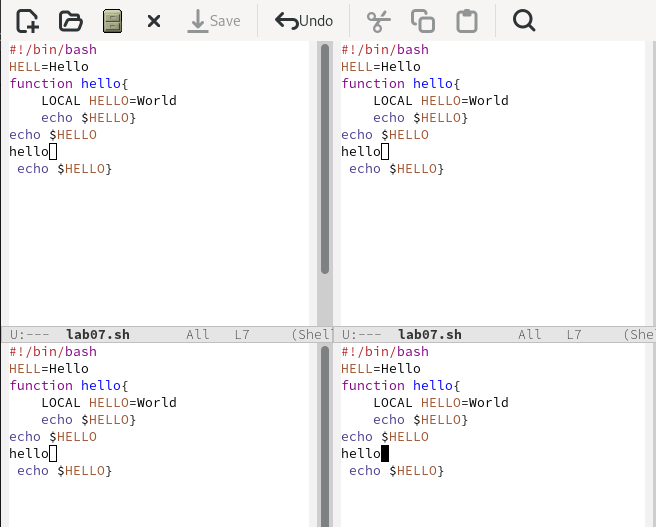 Save Undo
#!/bin/bash
HELL=Hello
function hello{
    LOCAL HELLO=World
    echo $HELLO}
echo $HELLO
hello
 echo $HELLO}
U:---  lab07.sh       All   L7     (Shel
#!/bin/bash
HELL=Hello
function hello{
    LOCAL HELLO=World
    echo $HELLO}
echo $HELLO
hello
 echo $HELLO}
U:---  lab07.sh       All   L7     (She
#!/bin/bash
HELL=Hello
function hello{
    LOCAL HELLO=World
    echo $HELLO}
echo $HELLO
hello
 echo $HELLO}
#!/bin/bash
HELL=Hello
function hello{
    LOCAL HELLO=World
    echo $HELLO}
echo $HELLO
hello
 echo $HELLO}